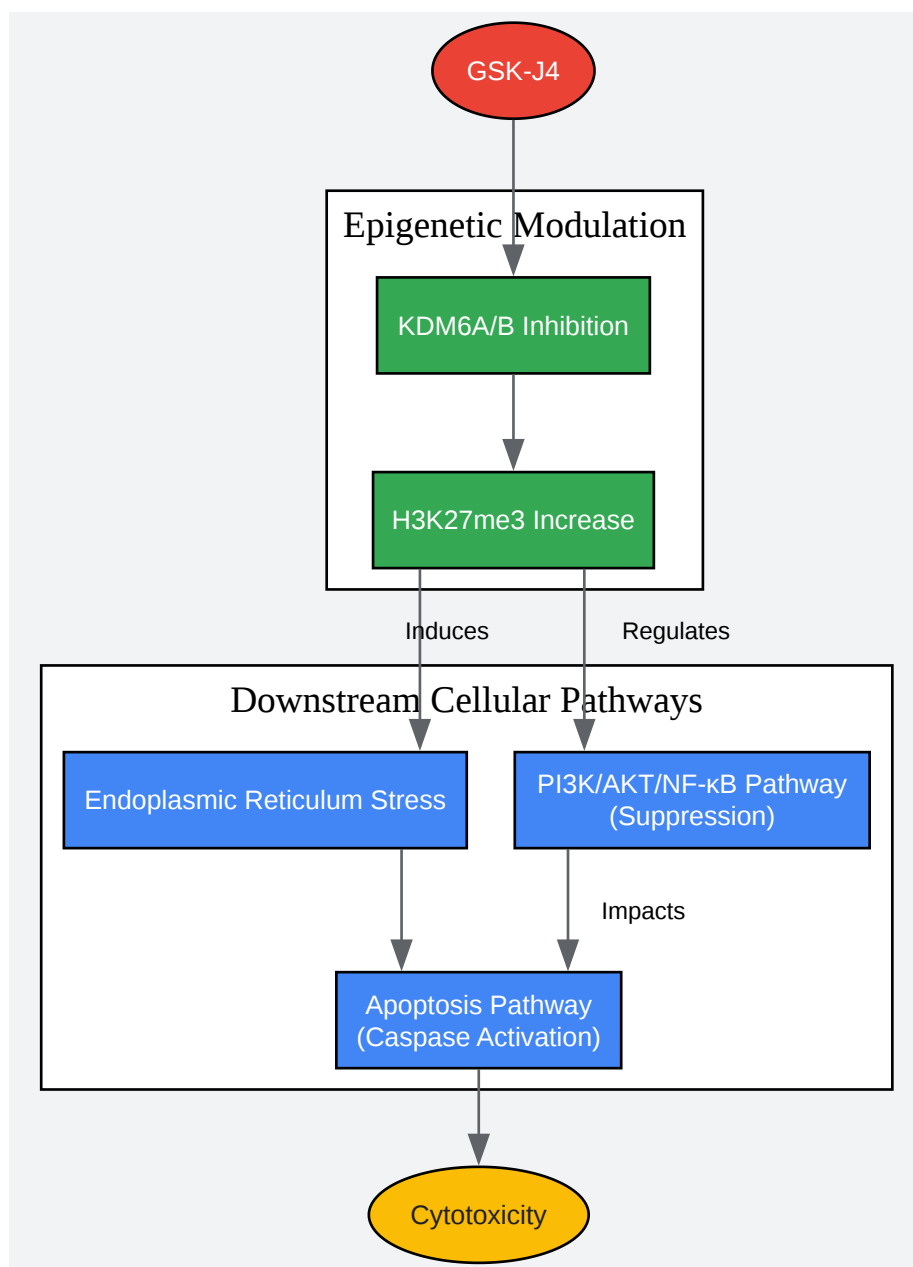 GSK-J4
Epigenetic Modulation
KDM6A/B Inhibition
H3K27me3 Increase
Induces
Regulates
Downstream Cellular Pathways
Endoplasmic Reticulum Stress
PI3K/AKT/NF-κB Pathway
(Suppression)
Impacts
Apoptosis Pathway
(Caspase Activation)
Cytotoxicity